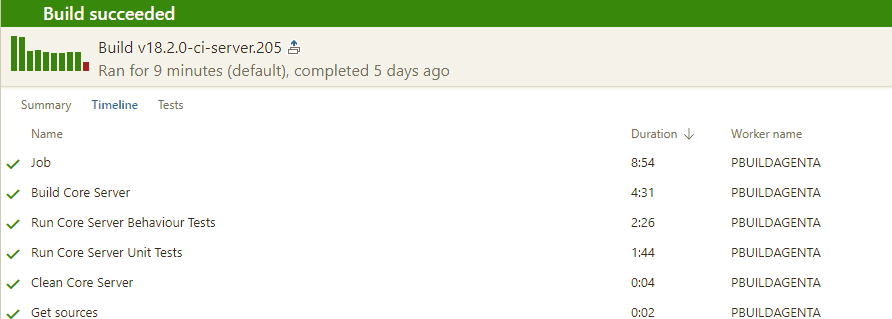 Build succeeded
Build v18.2.0-ci-server.205
Ran for 9 minutes (default), completed 5 days ago
Summary Timeline Tests
Name Duration Worker name
Job 8:54 PBUILDAGENTA
Build Core Server 4:31 PBUILDAGENTA
Run Core Server Behaviour Tests 2:26 PBUILDAGENTA
Run Core Server Unit Tests 1:44 PBUILDAGENTA
Clean Core Server 0:04 PBUILDAGENTA
Get sources 0:02 PBUILDAGENTA